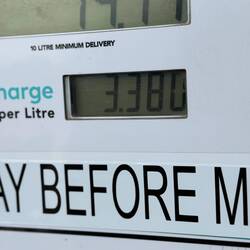 10 LITRE MINIMUM DELIVERY
harge
3.380
per Litre
AY BEFORE M